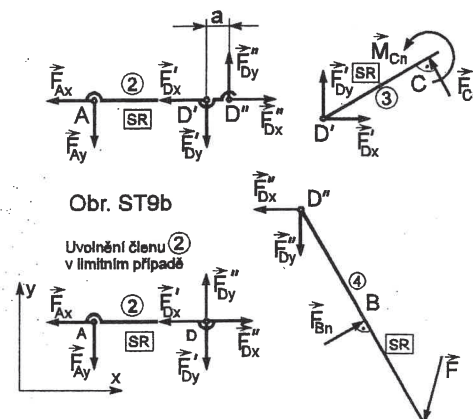 a
F"Dy
② F'Dx
FAx
A SR D' D" F"Dx
FAy F'Dy
MCn
F'Dy SR C FC
③
D' F'Dx
Obr. ST9b
Uvolnění členu ②
v limitním případě
y
F"Dy
FAx ② F'Dx
A SR D F"Dx
FAy F'Dy
x
F"Dx D"
F"Dy
④
B
FBn SR
F